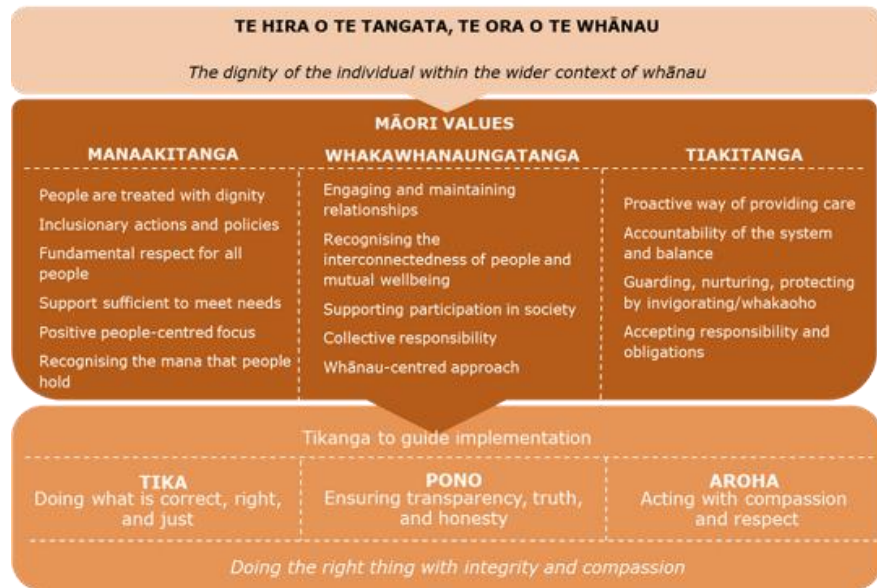 TE HIRA O TE TANGATA, TE ORA O TE WHĀNAU
The dignity of the individual within the wider context of whānau
MĀORI VALUES
MANAAKITANGA
People are treated with dignity
Inclusionary actions and policies
Fundamental respect for all
people
Support sufficient to meet needs
Positive people-centred focus
Recognising the mana that people
hold
WHAKAWHANAUNGATANGA
Engaging and maintaining
relationships
Recognising the
interconnectedness of people and
mutual wellbeing
Supporting participation in society
Collective responsibility
Whānau-centred approach
TIAKITANGA
Proactive way of providing care
Accountability of the system
and balance
Guarding, nurturing, protecting
by invigorating/whakaoho
Accepting responsibility and
obligations
Tikanga to guide implementation
TIKA
Doing what is correct, right,
and just
PONO
Ensuring transparency, truth,
and honesty
AROHA
Acting with compassion
and respect
Doing the right thing with integrity and compassion